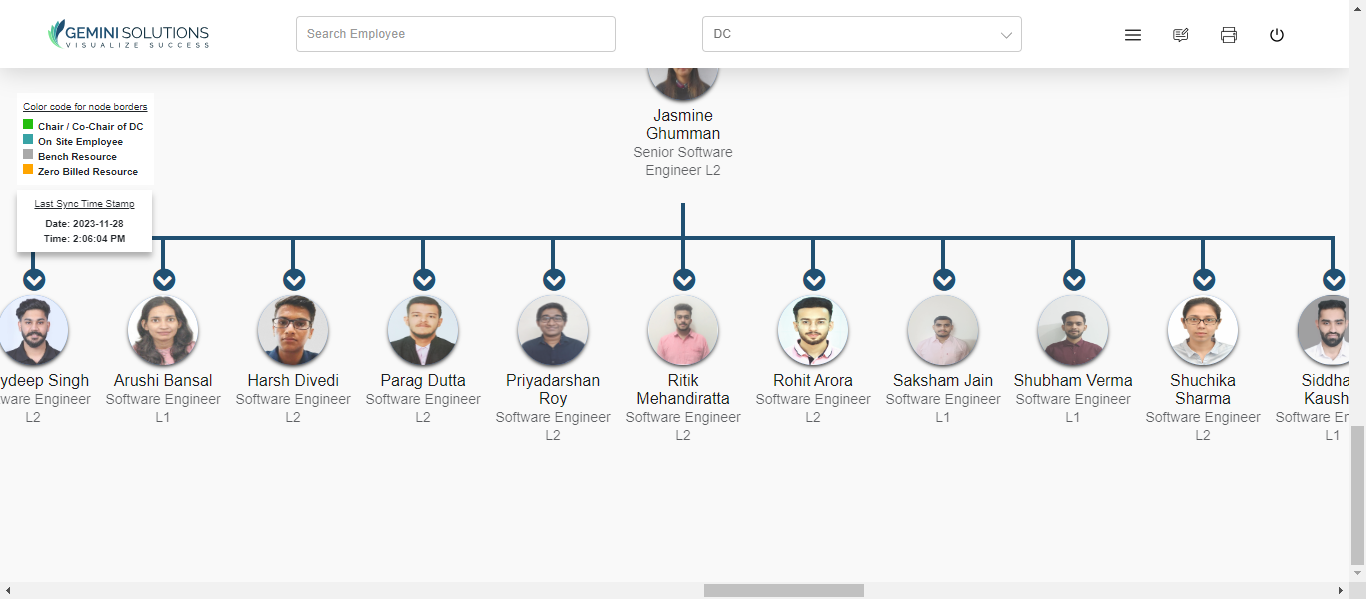 GEMINI SOLUTIONS
VISUALIZE SUCCESS
Search Employee
DC
Color code for node borders
Chair / Co-Chair of DC
On Site Employee
Bench Resource
Zero Billed Resource
Last Sync Time Stamp
Date: 2023-11-28
Time: 2:06:04 PM
Jasmine
Ghumman
Senior Software
Engineer L2
ydeep Singh
ware Engineer
L2
Arushi Bansal
Software Engineer
L1
Harsh Divedi
Software Engineer
L2
Parag Dutta
Software Engineer
L2
Priyadarshan
Roy
Software Engineer
L2
Ritik
Mehandiratta
Software Engineer
L2
Rohit Arora
Software Engineer
L2
Saksham Jain
Software Engineer
L1
Shubham Verma
Software Engineer
L1
Shuchika
Sharma
Software Engineer
L2
Siddha
Kaush
Software En
L1